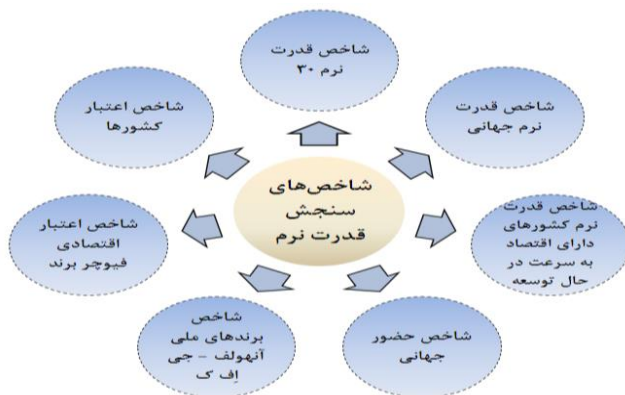 شاخص قدرت
نرم ۳۰
شاخص اعتبار
کشورها
شاخص قدرت
نرم جهانی
شاخص‌های
سنجش
قدرت نرم
شاخص اعتبار
اقتصادی
فیوچر برند
شاخص قدرت
نرم کشورهای
دارای اقتصاد
به سرعت در
حال توسعه
شاخص
برندهای ملی
آنهولف - جی
اِف ک
شاخص حضور
جهانی